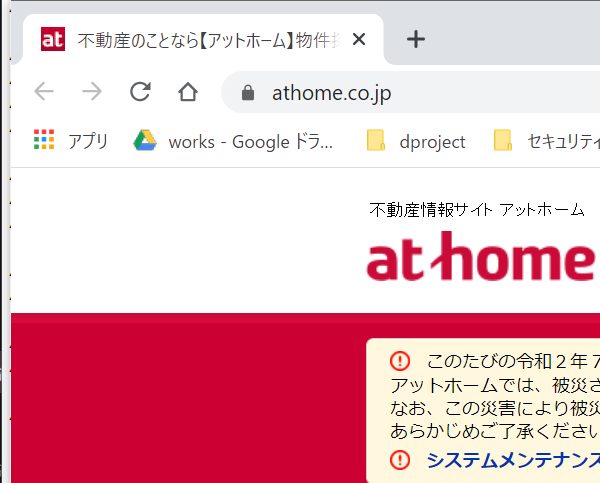 at 不動産のことなら【アットホーム】物件
athome.co.jp
アプリ works - Google ドラ... dproject セキュリティ
不動産情報サイト アットホーム
at home
このたびの令和２年７
アットホームでは、被災さ
なお、この災害により被災
あらかじめご了承ください
システムメンテナンス